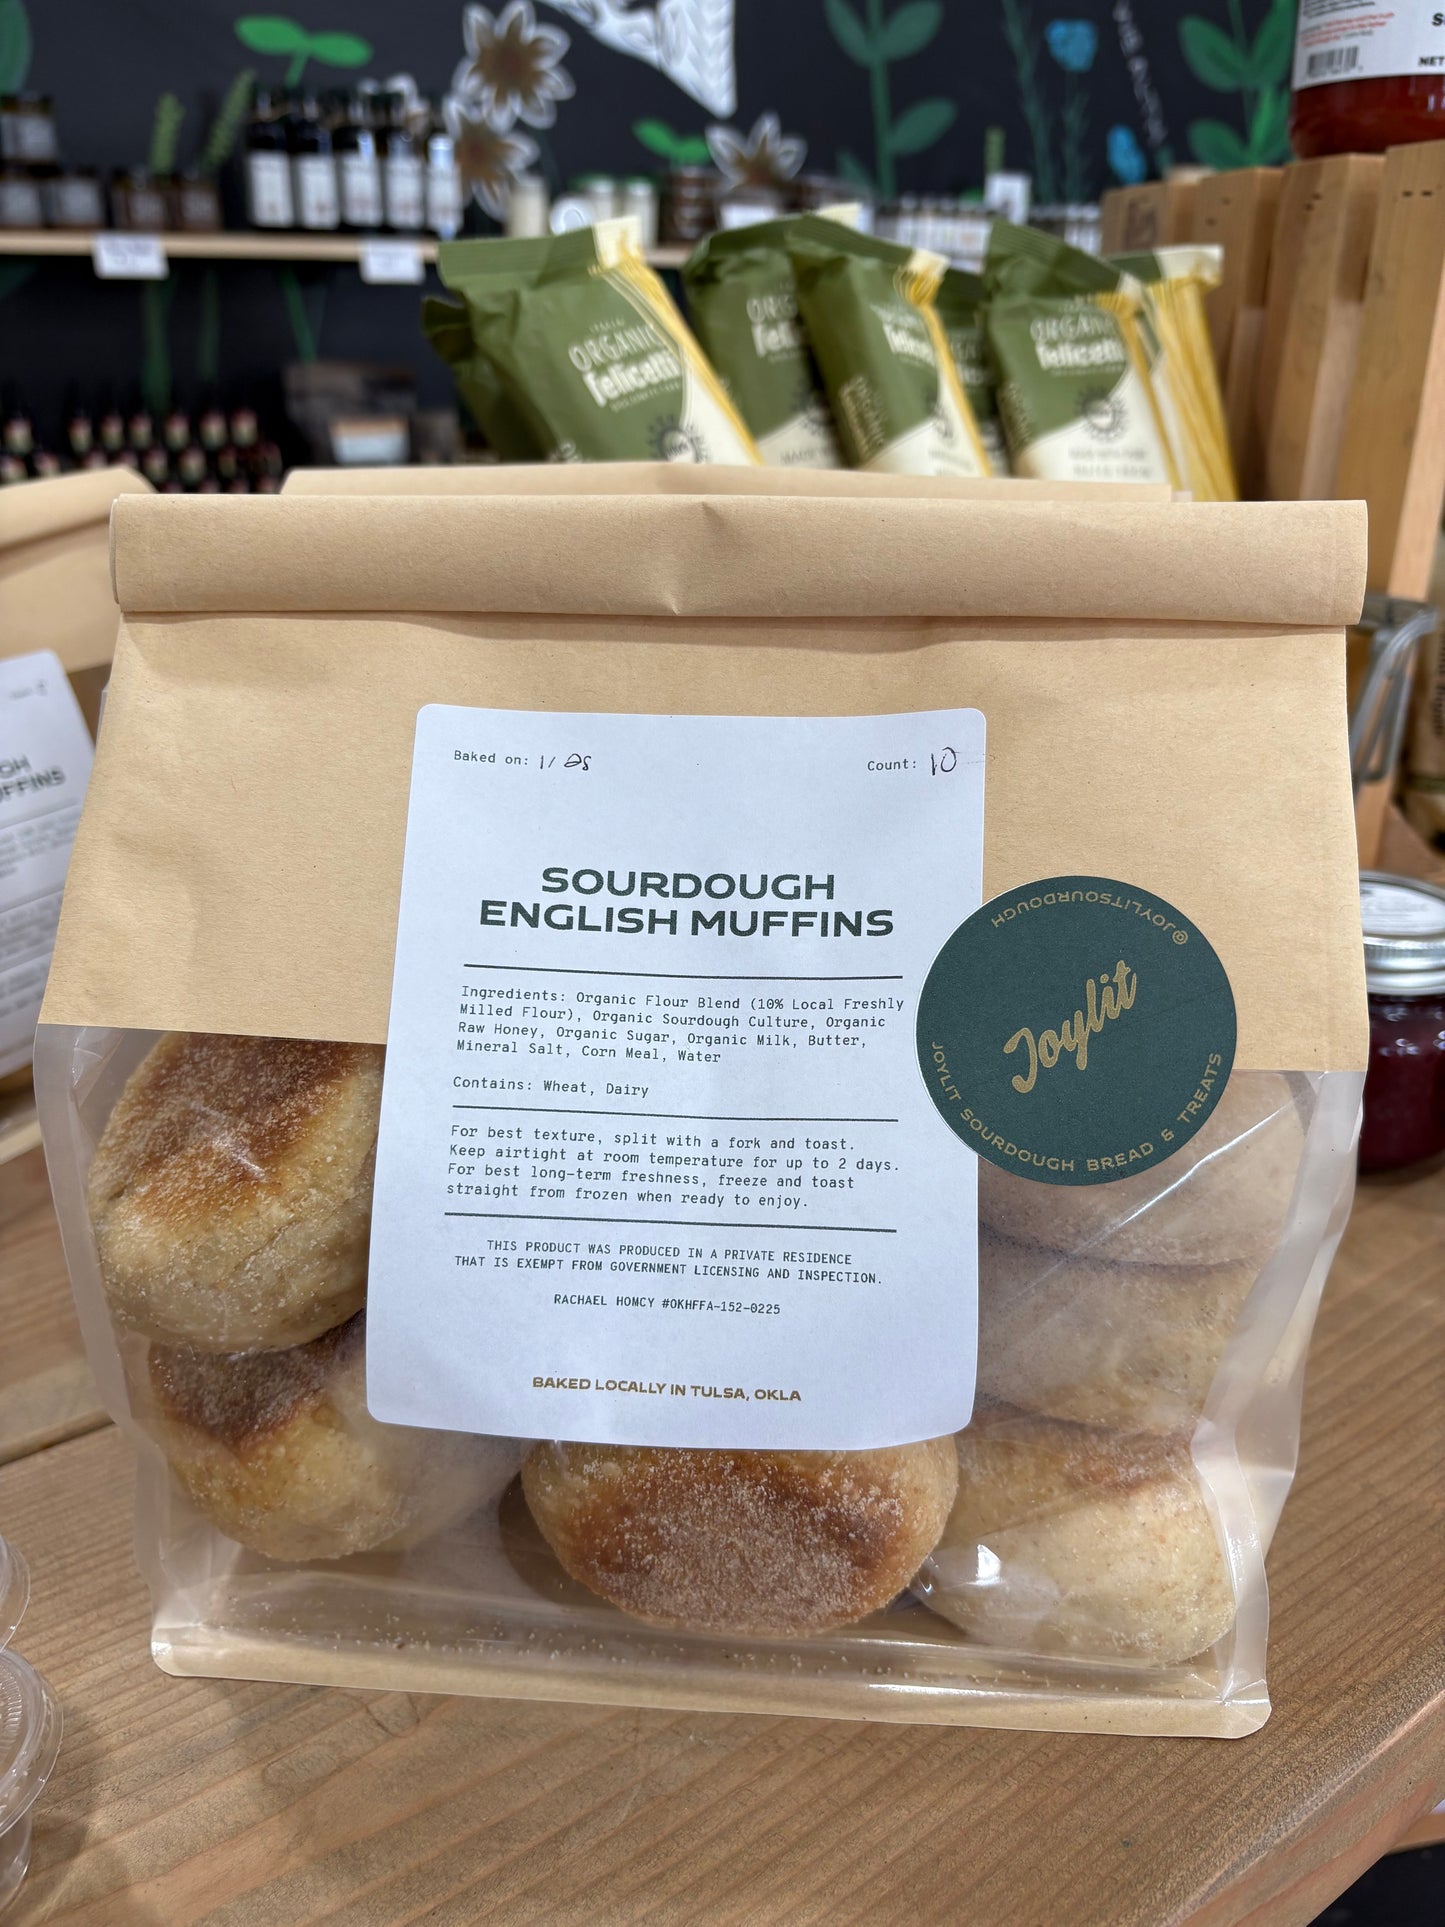 ORGANIC
felicetti
ORGANIC
felicetti
Baked on: 1/28
Count: 10
SOURDOUGH
ENGLISH MUFFINS
Ingredients: Organic Flour Blend (10% Local Freshly
Milled Flour), Organic Sourdough Culture, Organic
Raw Honey, Organic Sugar, Organic Milk, Butter,
Mineral Salt, Corn Meal, Water
Contains: Wheat, Dairy
For best texture, split with a fork and toast.
Keep airtight at room temperature for up to 2 days.
For best long-term freshness, freeze and toast
straight from frozen when ready to enjoy.
THIS PRODUCT WAS PRODUCED IN A PRIVATE RESIDENCE
THAT IS EXEMPT FROM GOVERNMENT LICENSING AND INSPECTION.
RACHAEL HOMCY #OKHFFA-152-0225
BAKED LOCALLY IN TULSA, OKLA
@JOYLITSOURDOUGH
Joylit
JOYLIT SOURDOUGH BREAD & TREATS